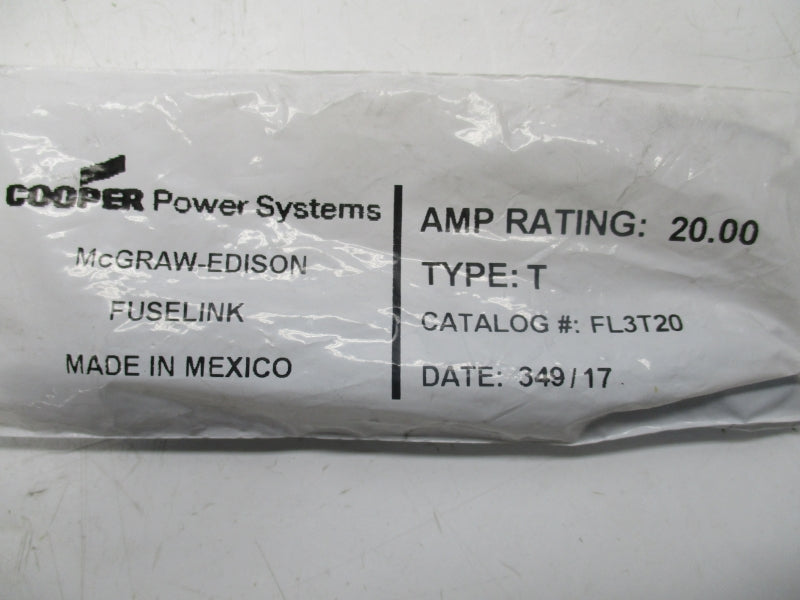 COOPER Power Systems
McGRAW-EDISON
FUSELINK
MADE IN MEXICO
AMP RATING: 20.00
TYPE: T
CATALOG #: FL3T20
DATE: 349/17